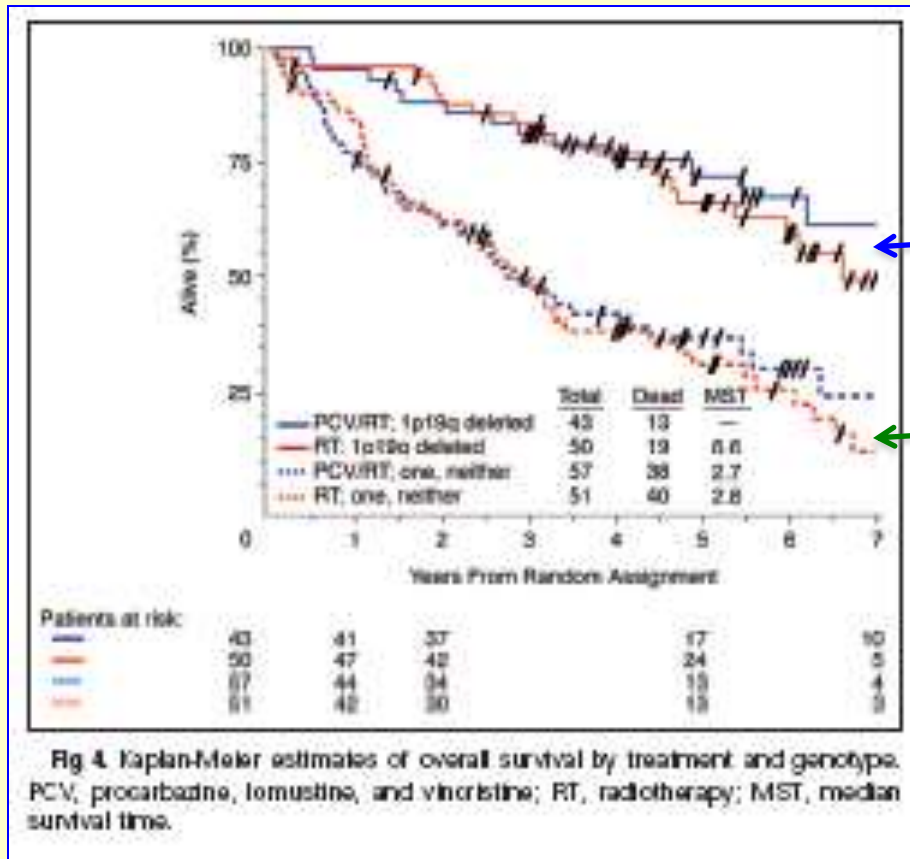 100
75
50
25
0
Alive (%)
Total Dead MST
PCV/RT; 1p19q deleted 43 13 —
RT; 1p19q deleted 50 19 6.6
PCV/RT; one, neither 57 38 2.7
RT; one, neither 51 40 2.8
1 2 3 4 5 6 7
Years From Random Assignment
Patients at risk:
43 41 37 17 10
50 47 42 24 5
57 44 34 13 4
51 42 30 13 3
Fig 4. Kaplan-Meier estimates of overall survival by treatment and genotype.
PCV, procarbazine, lomustine, and vincristine; RT, radiotherapy; MST, median
survival time.